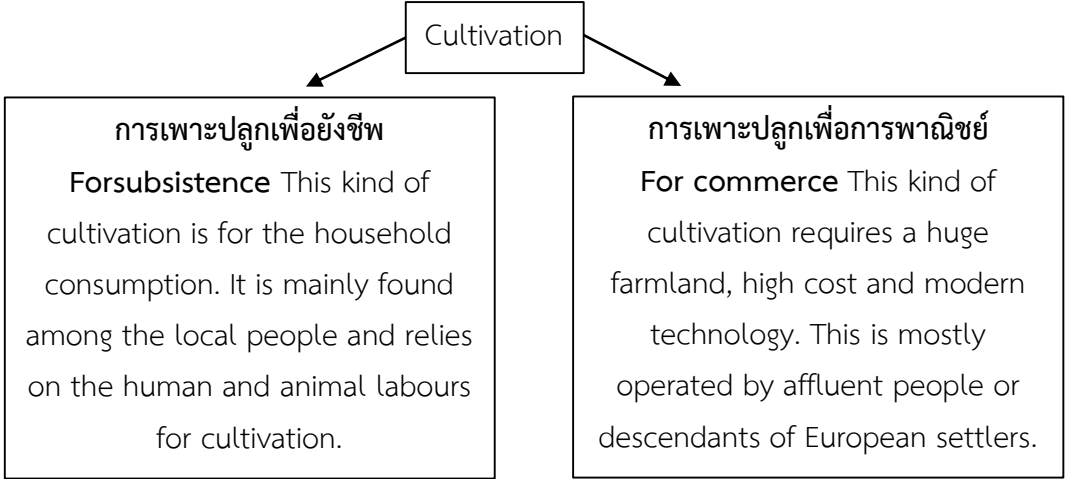 Cultivation
การเพาะปลูกเพื่อยังชีพ
Forsubsistence This kind of
cultivation is for the household
consumption. It is mainly found
among the local people and relies
on the human and animal labours
for cultivation.
การเพาะปลูกเพื่อการพาณิชย์
For commerce This kind of
cultivation requires a huge
farmland, high cost and modern
technology. This is mostly
operated by affluent people or
descendants of European settlers.